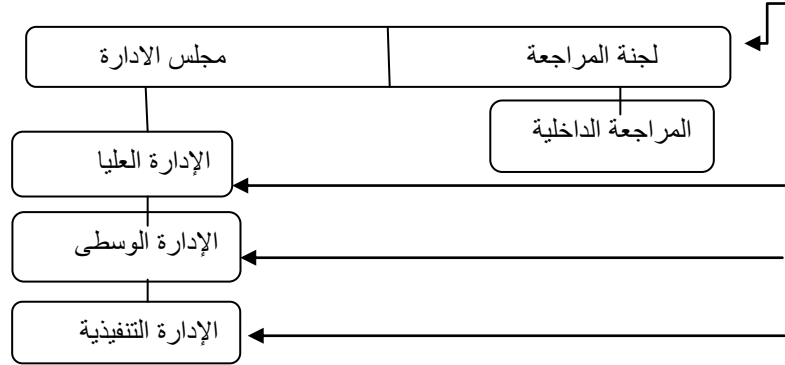 لجنة المراجعة
مجلس الادارة
المراجعة الداخلية
الإدارة العليا
الإدارة الوسطى
الإدارة التنفيذية